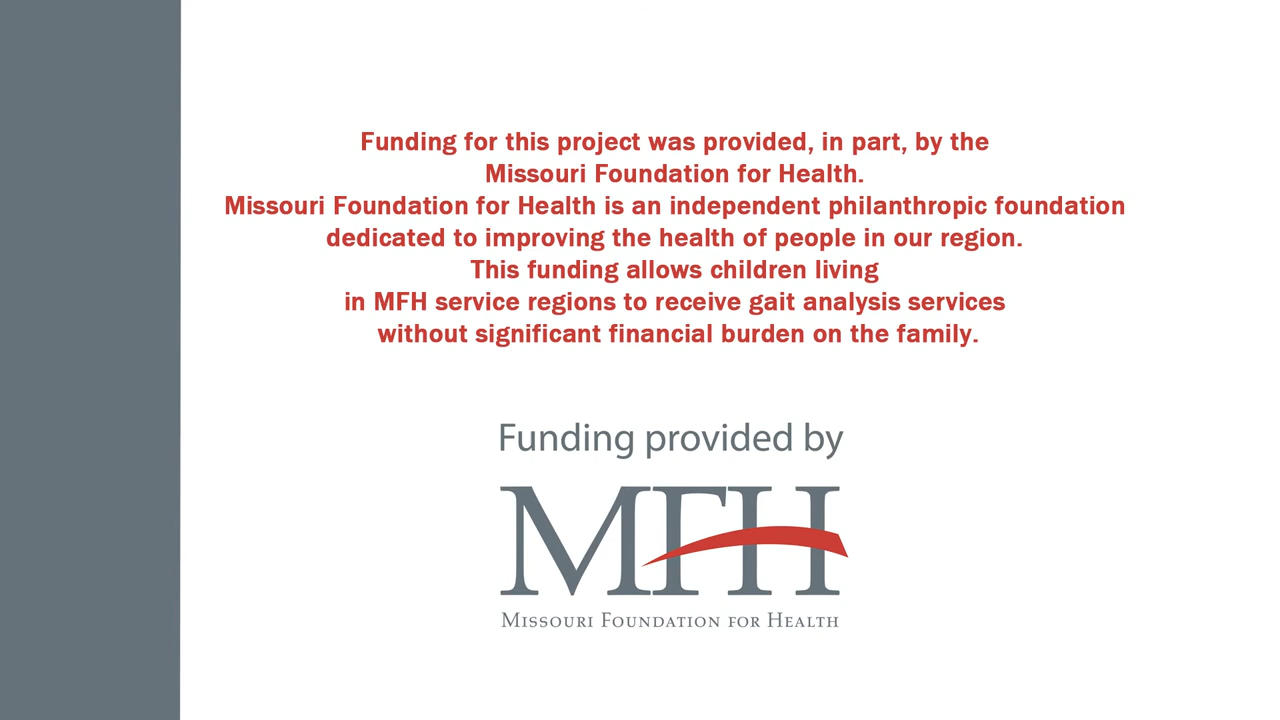 Funding for this project was provided, in part, by the
Missouri Foundation for Health.
Missouri Foundation for Health is an independent philanthropic foundation
dedicated to improving the health of people in our region.
This funding allows children living
in MFH service regions to receive gait analysis services
without significant financial burden on the family.
Funding provided by
MFH
Missouri Foundation for Health